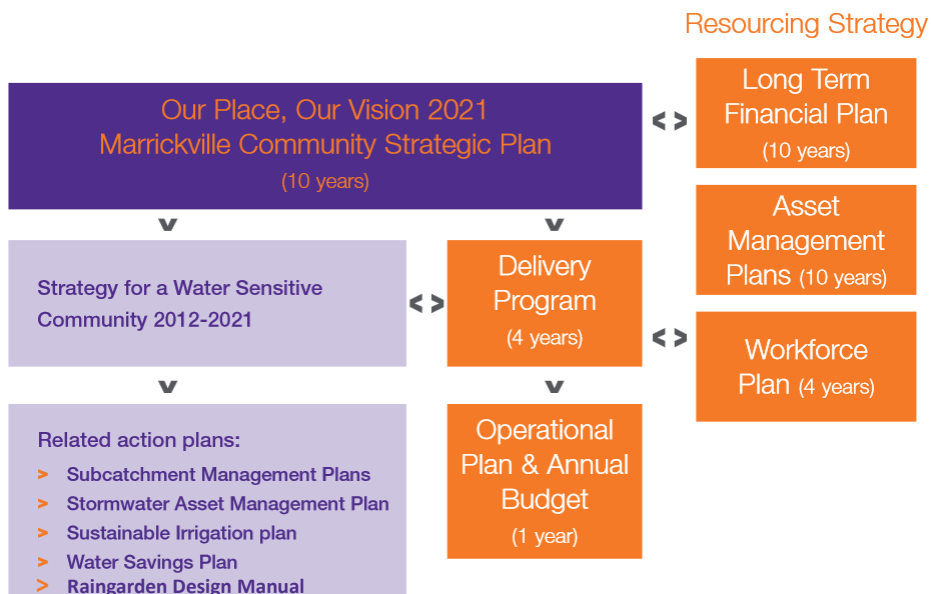 Resourcing Strategy
Our Place, Our Vision 2021
Marrickville Community Strategic Plan
(10 years)
< >
Long Term
Financial Plan
(10 years)
Asset
Management
Plans (10 years)
Strategy for a Water Sensitive
Community 2012-2021
< >
Delivery
Program
(4 years)
< >
Workforce
Plan (4 years)
Related action plans:
> Subcatchment Management Plans
> Stormwater Asset Management Plan
> Sustainable Irrigation plan
> Water Savings Plan
> Raingarden Design Manual
Operational
Plan & Annual
Budget
(1 year)